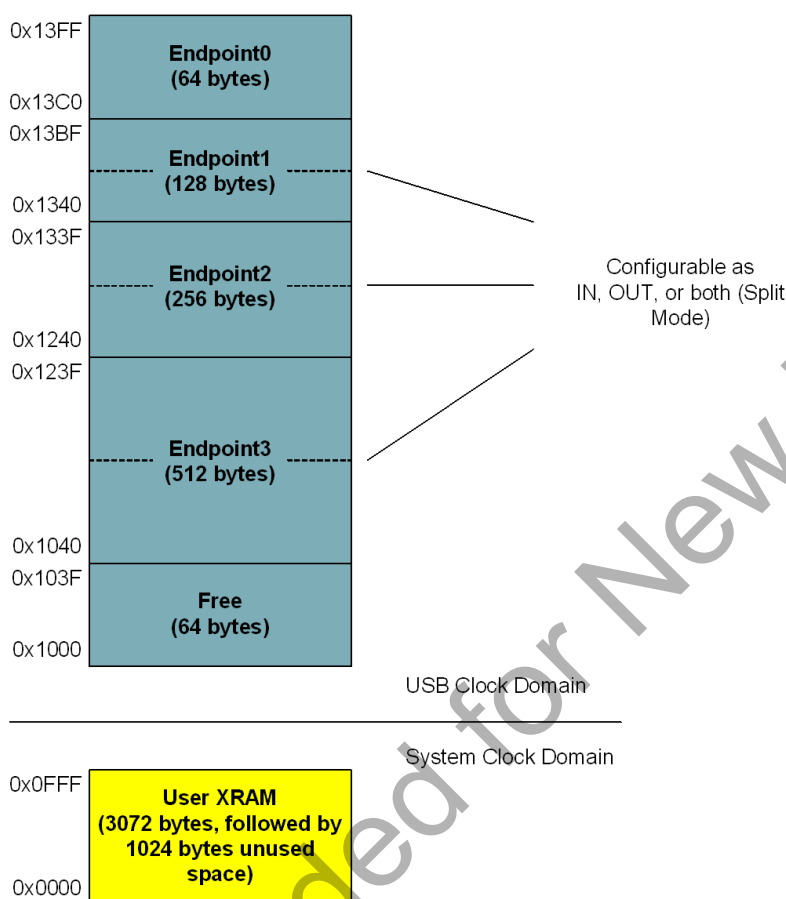 0x13FF
Endpoint0
(64 bytes)
0x13C0
0x13BF
Endpoint1
(128 bytes)
0x1340
0x133F
Endpoint2
(256 bytes)
0x1240
0x123F
Endpoint3
(512 bytes)
0x1040
0x103F
Free
(64 bytes)
0x1000
Configurable as
IN, OUT, or both (Split
Mode)
USB Clock Domain
System Clock Domain
0x0FFF
User XRAM
(3072 bytes, followed by
1024 bytes unused
space)
0x0000
for New